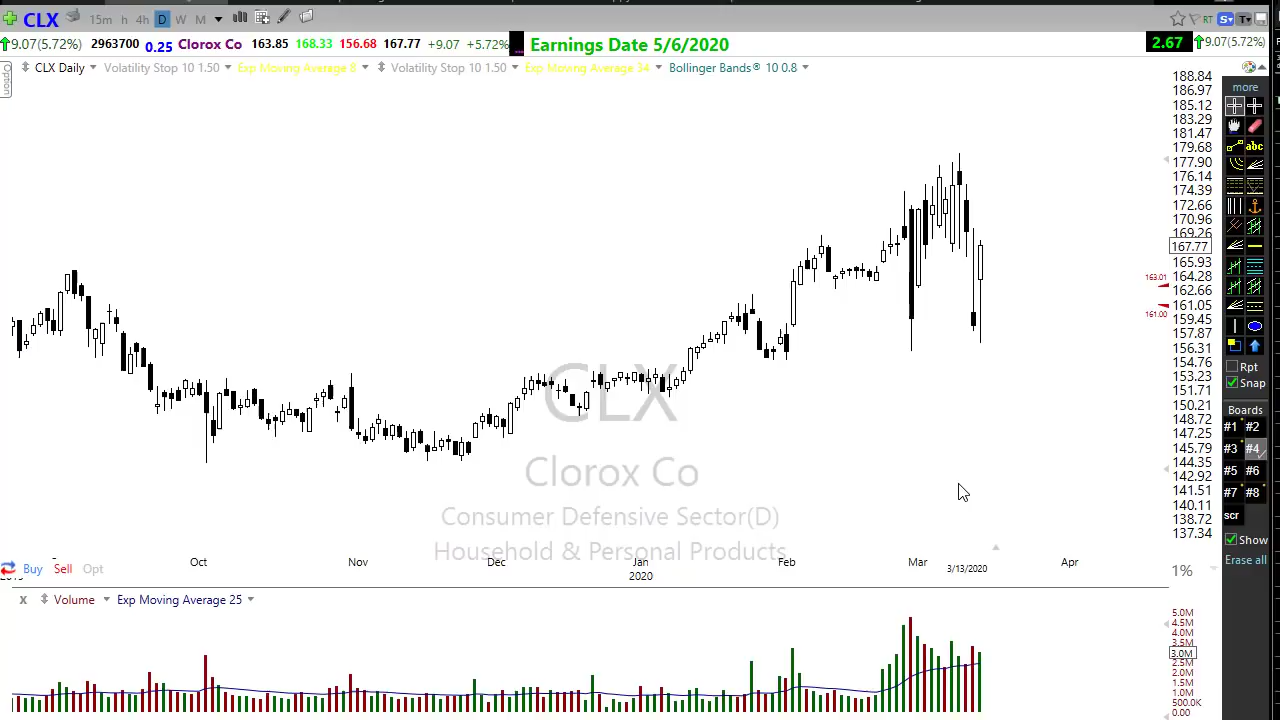 CLX 15m h 4h D W M RT S T
9.07(5.72%) 2963700 0.25 Clorox Co 163.85 168.33 156.68 167.77 +9.07 +5.72% Earnings Date 5/6/2020 2.67 9.07(5.72%)
Option
CLX Daily Volatility Stop 10 1.50 Exp Moving Average 8 Volatility Stop 10 1.50 Exp Moving Average 34 Bollinger Bands® 10 0.8
188.84
186.97
185.12
183.29
181.47
179.68
177.90
176.14
174.39
172.66
170.96
169.26
167.77
165.93
164.28
162.66
161.05
159.45
157.87
156.31
154.76
153.23
151.71
150.21
148.72
147.25
145.79
144.35
142.92
141.51
140.11
138.72
137.34
163.01
161.00
CLX
Clorox Co
Consumer Defensive Sector(D)
Household & Personal Products
more
abc
Rpt
Snap
Boards
#1 #2
#3 #4
#5 #6
#7 #8
scr
Show
Erase all
Oct Nov Dec Jan Feb Mar 3/13/2020 Apr
2020
Buy Sell Opt 1%
X Volume Exp Moving Average 25
5.0M
4.5M
4.0M
3.5M
3.0M
2.5M
2.0M
1.5M
1.0M
500.0K
0.00